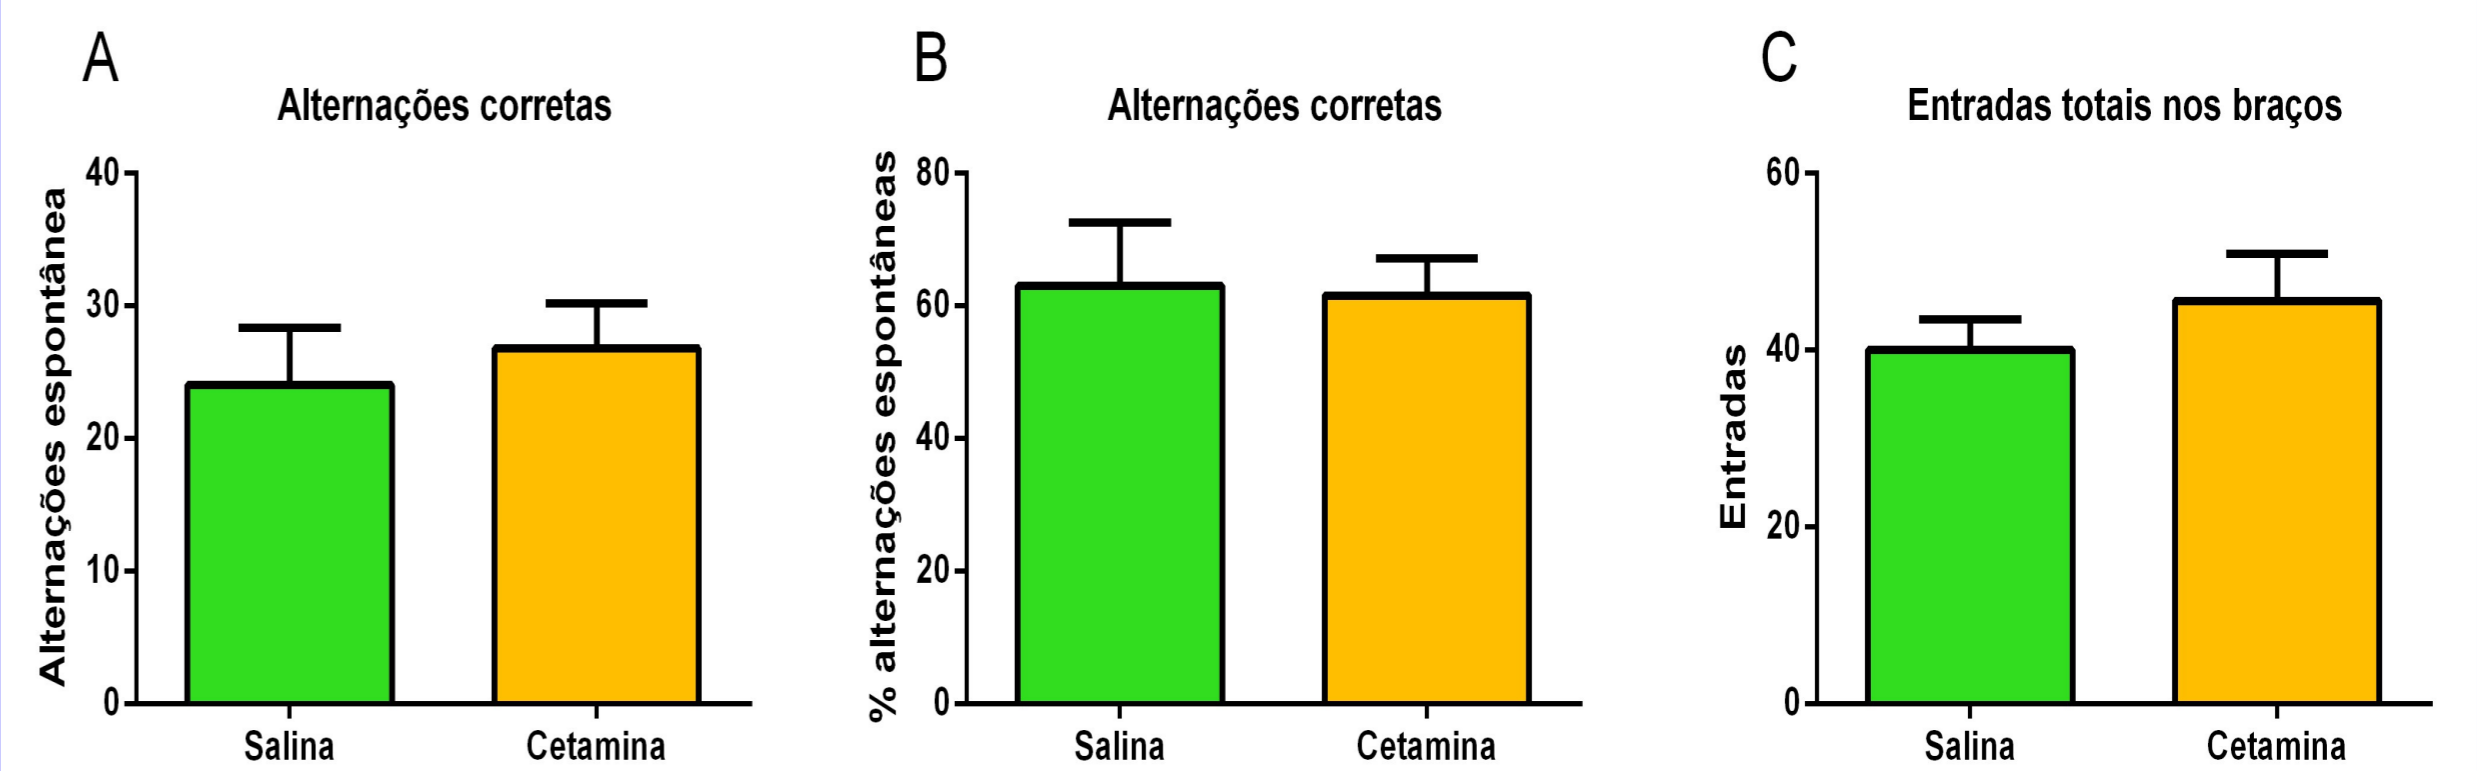 A
Alternações corretas
Alternações espontânea
40
30
20
10
0
Salina
Cetamina
B
Alternações corretas
% alternações espontâneas
80
60
40
20
0
Salina
Cetamina
C
Entradas totais nos braços
Entradas
60
40
20
0
Salina
Cetamina